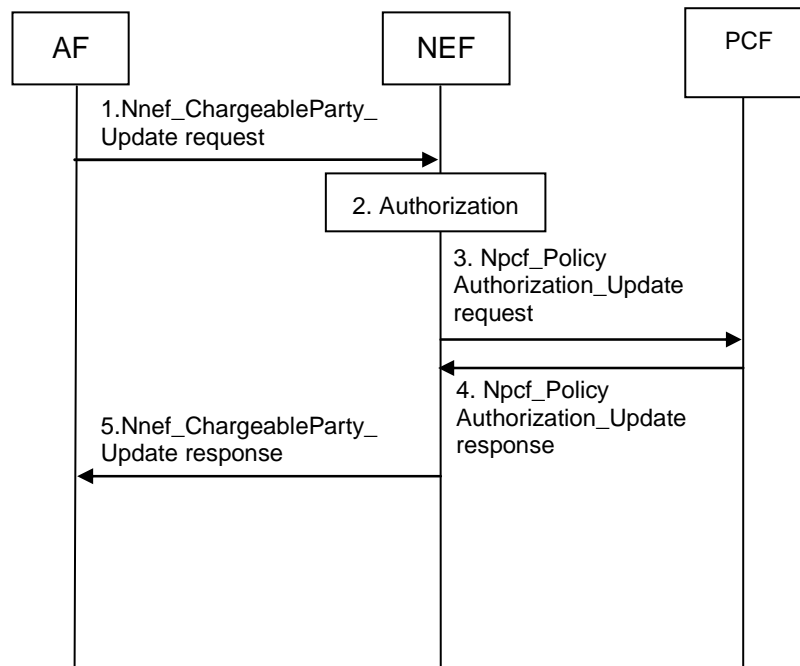 AF
NEF
PCF
1.Nnef_ChargeableParty_
Update request
2. Authorization
3. Npcf_Policy
Authorization_Update
request
4. Npcf_Policy
Authorization_Update
response
5.Nnef_ChargeableParty_
Update response